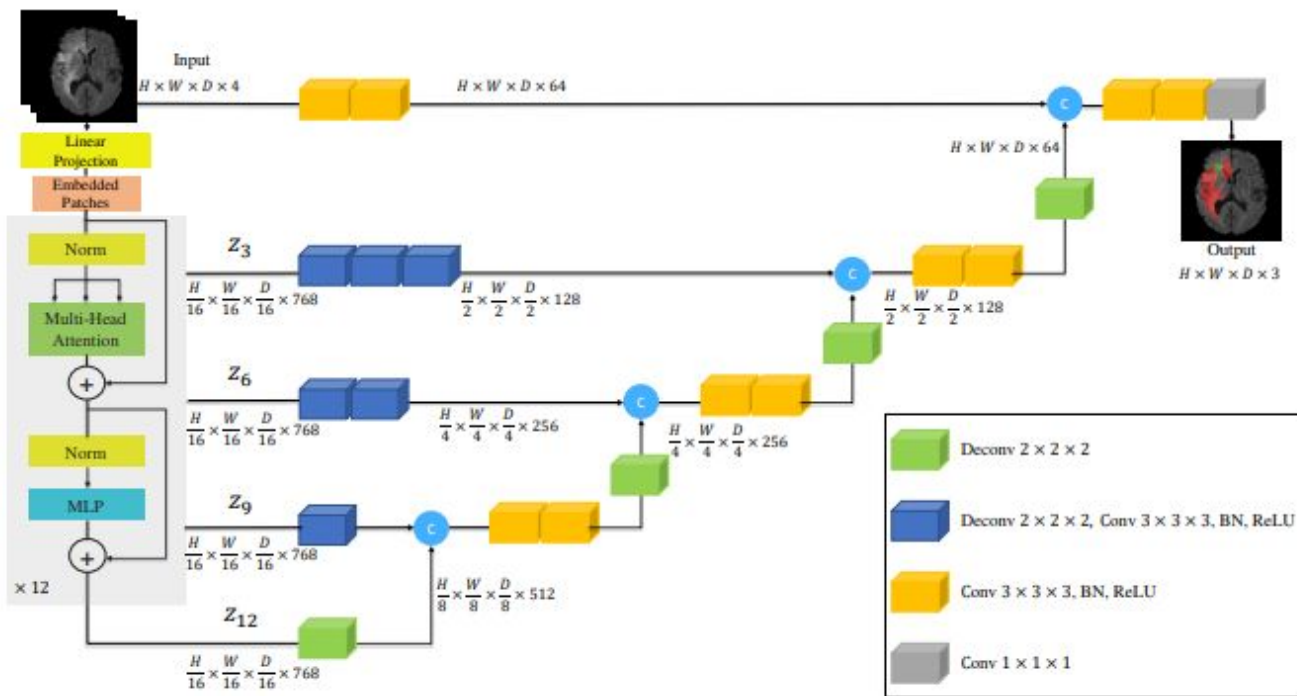 Input
H × W × D × 4
H × W × D × 64
C
H × W × D × 64
Linear
Projection
Embedded
Patches
Output
H × W × D × 3
Norm
Multi-Head
Attention
+
Norm
MLP
+
× 12
Z3
H/16 × W/16 × D/16 × 768
H/2 × W/2 × D/2 × 128
C
H/2 × W/2 × D/2 × 128
Z6
H/16 × W/16 × D/16 × 768
H/4 × W/4 × D/4 × 256
C
H/4 × W/4 × D/4 × 256
Z9
H/16 × W/16 × D/16 × 768
C
H/8 × W/8 × D/8 × 512
Z12
H/16 × W/16 × D/16 × 768
Deconv 2 × 2 × 2
Deconv 2 × 2 × 2, Conv 3 × 3 × 3, BN, ReLU
Conv 3 × 3 × 3, BN, ReLU
Conv 1 × 1 × 1